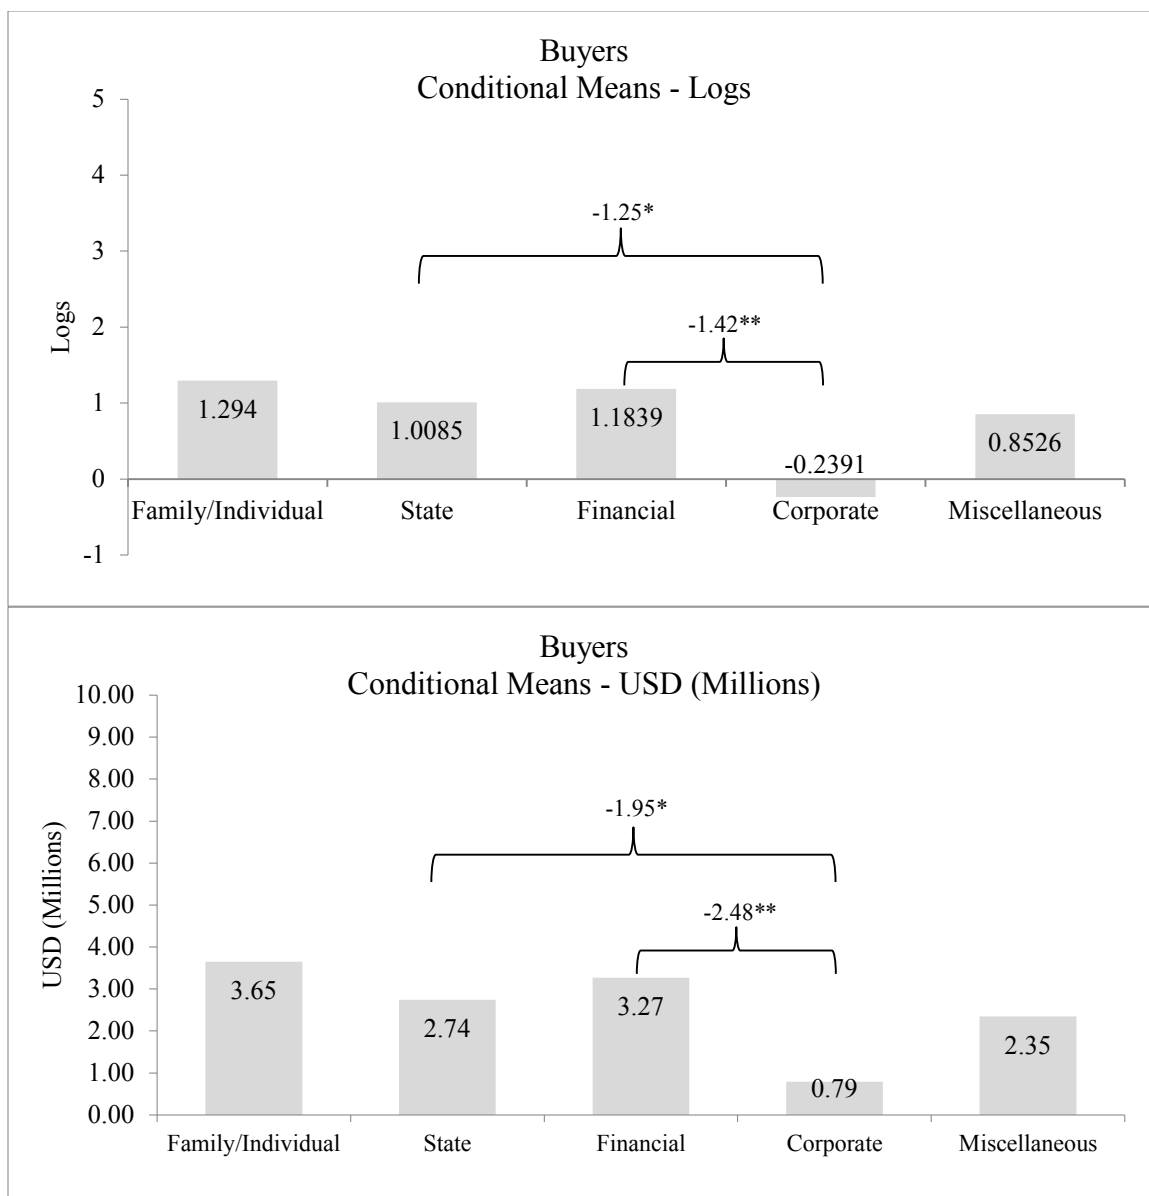 Buyers
Conditional Means - Logs
5
4
3
2
1
0
-1
Logs
-1.25*
-1.42**
1.294
1.0085
1.1839
-0.2391
0.8526
Family/Individual
State
Financial
Corporate
Miscellaneous
Buyers
Conditional Means - USD (Millions)
10.00
9.00
8.00
7.00
6.00
5.00
4.00
3.00
2.00
1.00
0.00
USD (Millions)
-1.95*
-2.48**
3.65
2.74
3.27
0.79
2.35
Family/Individual
State
Financial
Corporate
Miscellaneous